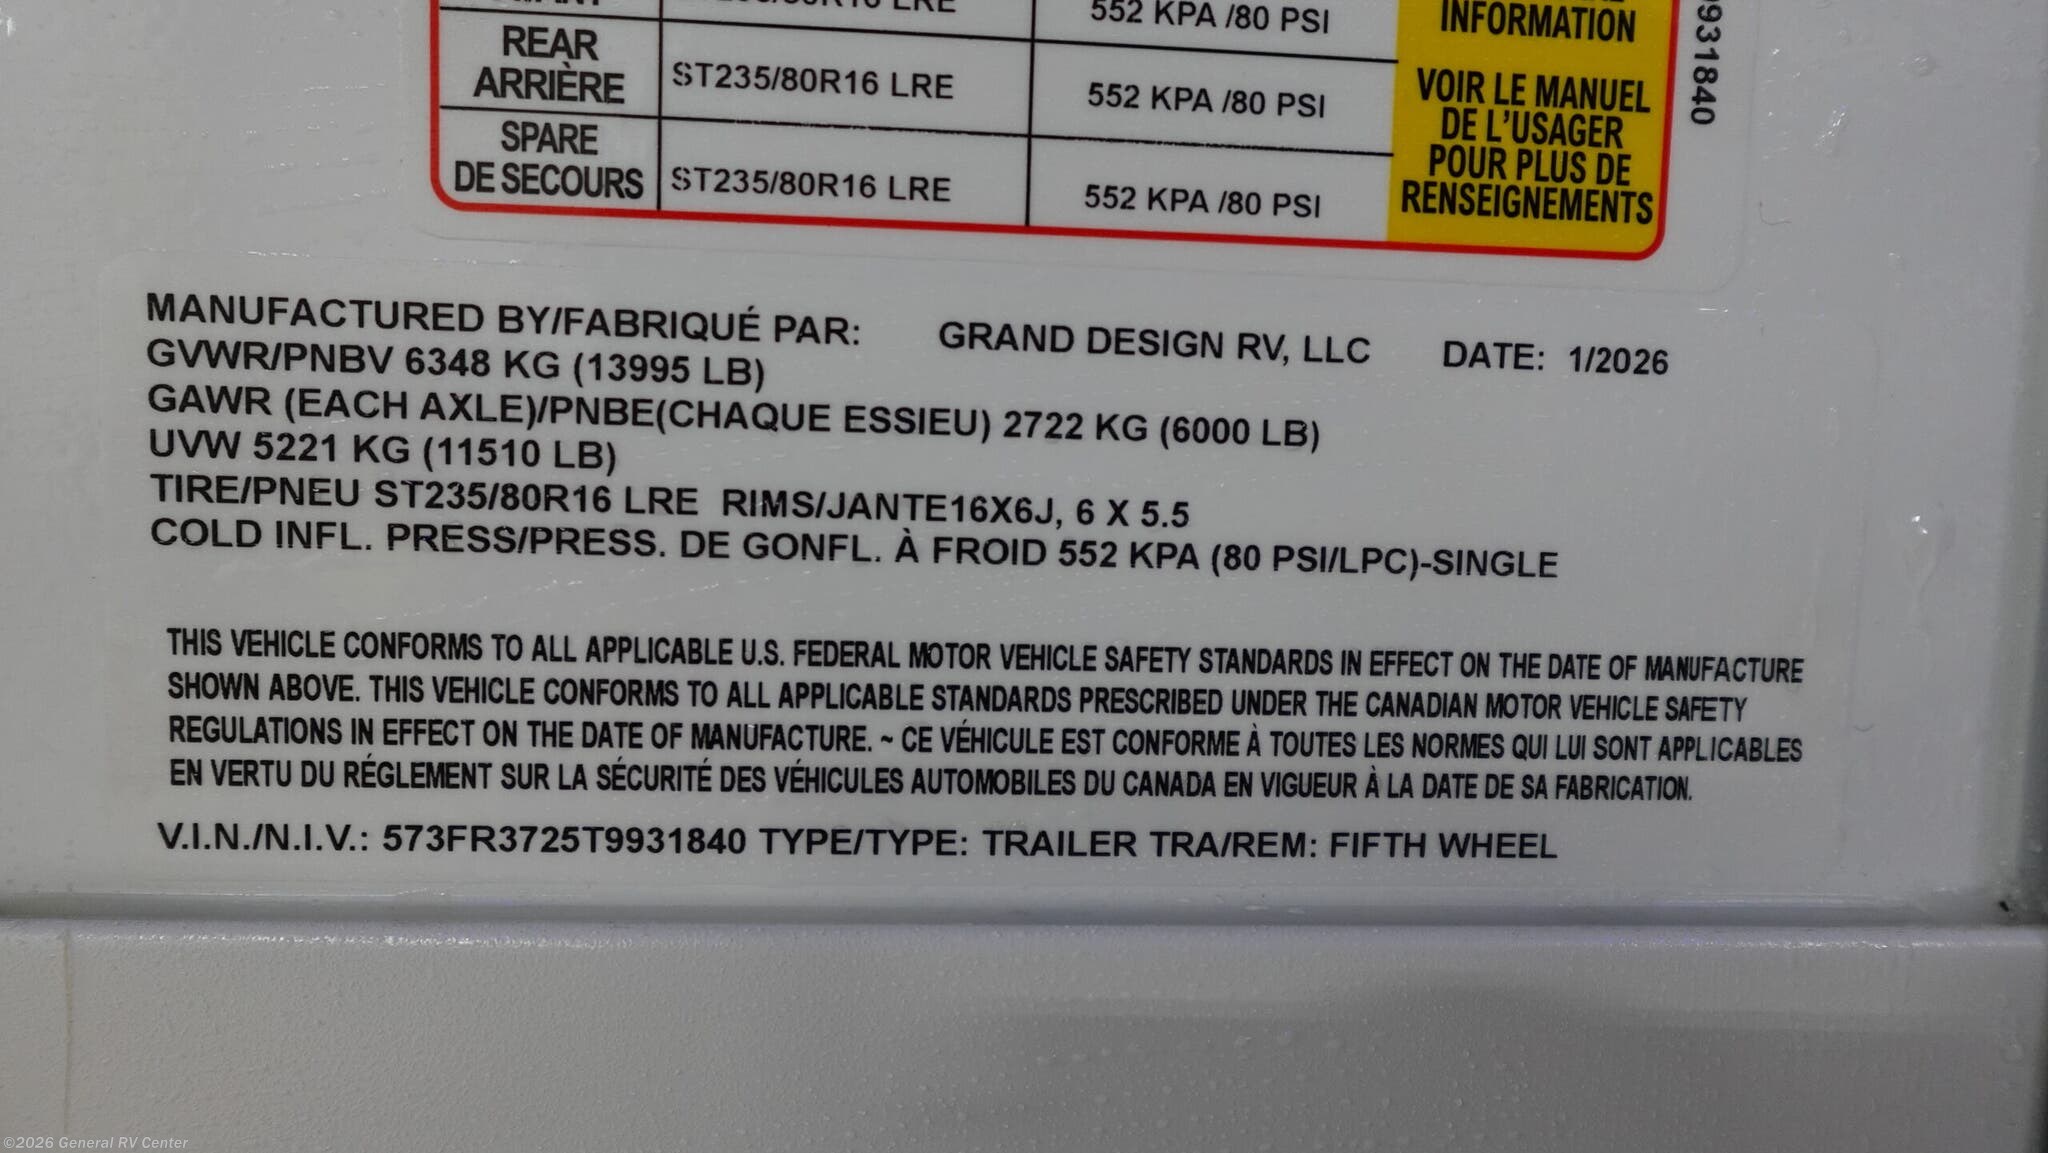 552 KPA /80 PSI
INFORMATION
REAR
ARRIÈRE
ST235/80R16 LRE
552 KPA /80 PSI
VOIR LE MANUEL
DE L'USAGER
POUR PLUS DE
RENSEIGNEMENTS
SPARE
DE SECOURS
ST235/80R16 LRE
552 KPA /80 PSI
9931840
MANUFACTURED BY/FABRIQUÉ PAR: GRAND DESIGN RV, LLC DATE: 1/2026
GVWR/PNBV 6348 KG (13995 LB)
GAWR (EACH AXLE)/PNBE(CHAQUE ESSIEU) 2722 KG (6000 LB)
UVW 5221 KG (11510 LB)
TIRE/PNEU ST235/80R16 LRE RIMS/JANTE16X6J, 6 X 5.5
COLD INFL. PRESS/PRESS. DE GONFL. À FROID 552 KPA (80 PSI/LPC)-SINGLE
THIS VEHICLE CONFORMS TO ALL APPLICABLE U.S. FEDERAL MOTOR VEHICLE SAFETY STANDARDS IN EFFECT ON THE DATE OF MANUFACTURE
SHOWN ABOVE. THIS VEHICLE CONFORMS TO ALL APPLICABLE STANDARDS PRESCRIBED UNDER THE CANADIAN MOTOR VEHICLE SAFETY
REGULATIONS IN EFFECT ON THE DATE OF MANUFACTURE. ~ CE VÉHICULE EST CONFORME À TOUTES LES NORMES QUI LUI SONT APPLICABLES
EN VERTU DU RÉGLEMENT SUR LA SÉCURITÉ DES VÉHICULES AUTOMOBILES DU CANADA EN VIGUEUR À LA DATE DE SA FABRICATION.
V.I.N./N.I.V.: 573FR3725T9931840 TYPE/TYPE: TRAILER TRA/REM: FIFTH WHEEL
©2026 General RV Center